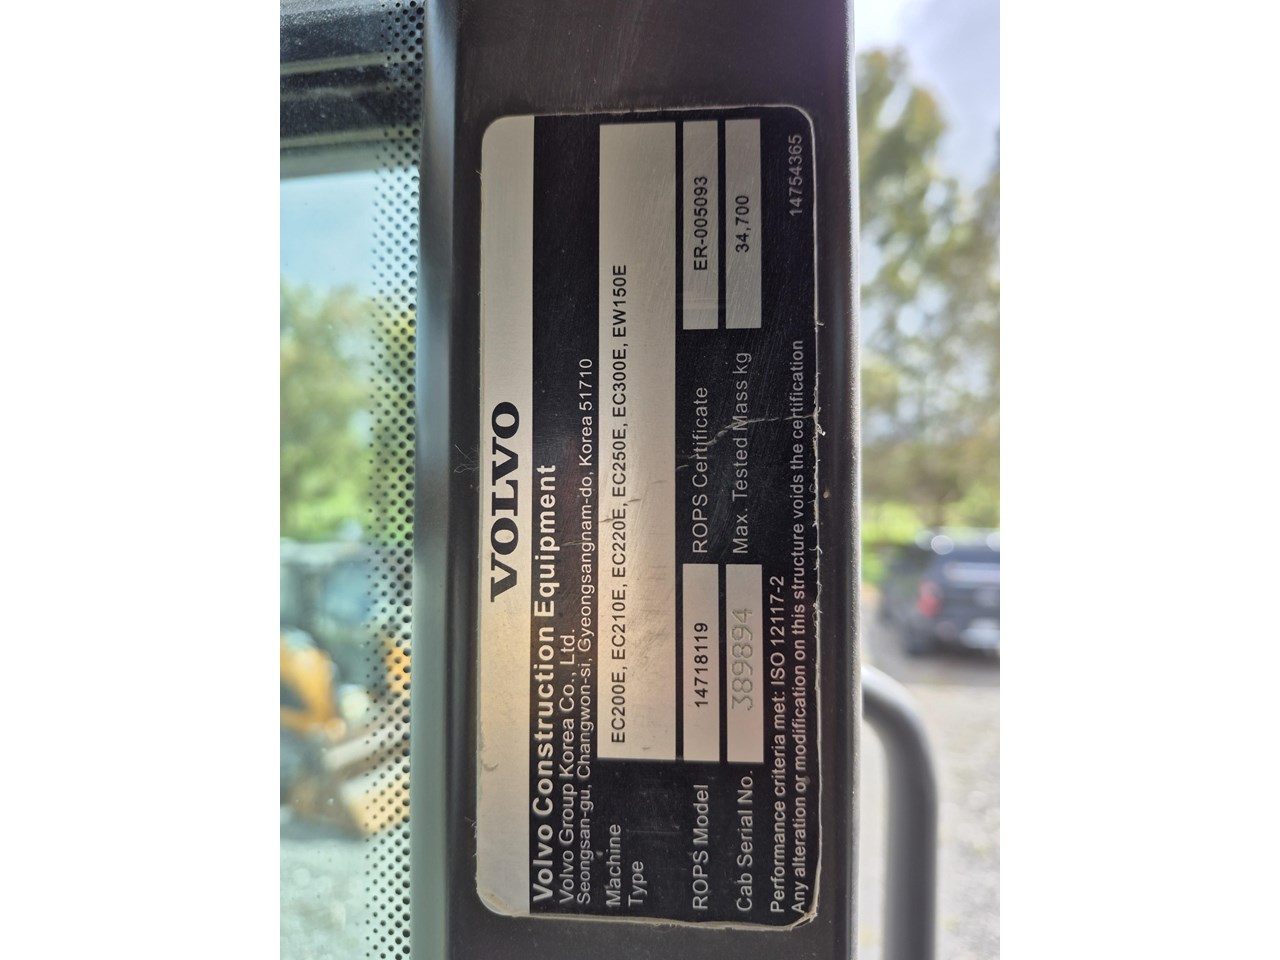 VOLVO
Volvo Construction Equipment
Volvo Group Korea Co., Ltd.
Seongsan-gu, Changwon-si, Gyeongsangnam-do, Korea 51710
Machine Type EC200E, EC210E, EC220E, EC250E, EC300E, EW150E
ROPS Model 14718119 ROPS Certificate ER-005093
Cab Serial No. 389894 Max. Tested Mass kg 34,700
Performance criteria met: ISO 12117-2
Any alteration or modification on this structure voids the certification 14754365